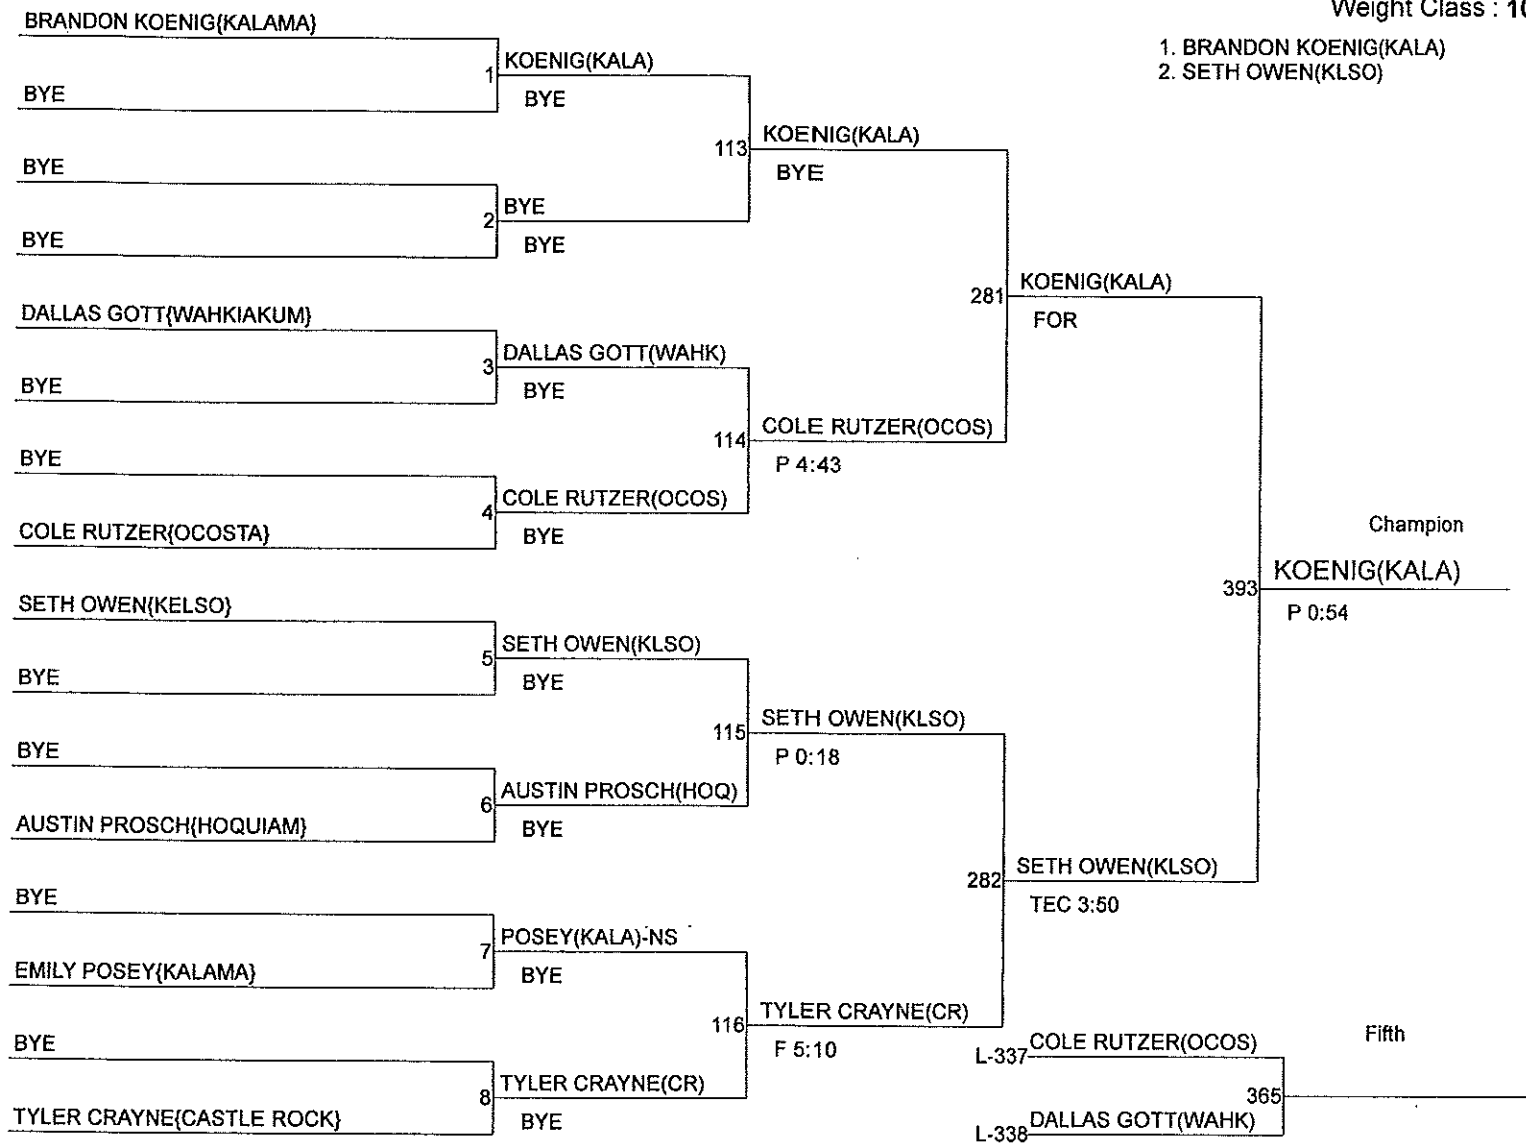 Weight Class : 10
1. BRANDON KOENIG(KALA)
2. SETH OWEN(KLSO)
BRANDON KOENIG{KALAMA}
BYE
BYE
BYE
DALLAS GOTT{WAHKIAKUM}
BYE
BYE
COLE RUTZER{OCOSTA}
SETH OWEN{KELSO}
BYE
BYE
AUSTIN PROSCH{HOQUIAM}
BYE
EMILY POSEY{KALAMA}
BYE
TYLER CRAYNE{CASTLE ROCK}
1 KOENIG(KALA)
BYE
2 BYE
BYE
3 DALLAS GOTT(WAHK)
BYE
4 COLE RUTZER(OCOS)
BYE
5 SETH OWEN(KLSO)
BYE
6 AUSTIN PROSCH(HOQ)
BYE
7 POSEY(KALA)-NS
BYE
8 TYLER CRAYNE(CR)
BYE
113 KOENIG(KALA)
BYE
114 COLE RUTZER(OCOS)
P 4:43
115 SETH OWEN(KLSO)
P 0:18
116 TYLER CRAYNE(CR)
F 5:10
281 KOENIG(KALA)
FOR
282 SETH OWEN(KLSO)
TEC 3:50
Champion
393 KOENIG(KALA)
P 0:54
Fifth
L-337 COLE RUTZER(OCOS)
365
L-338 DALLAS GOTT(WAHK)